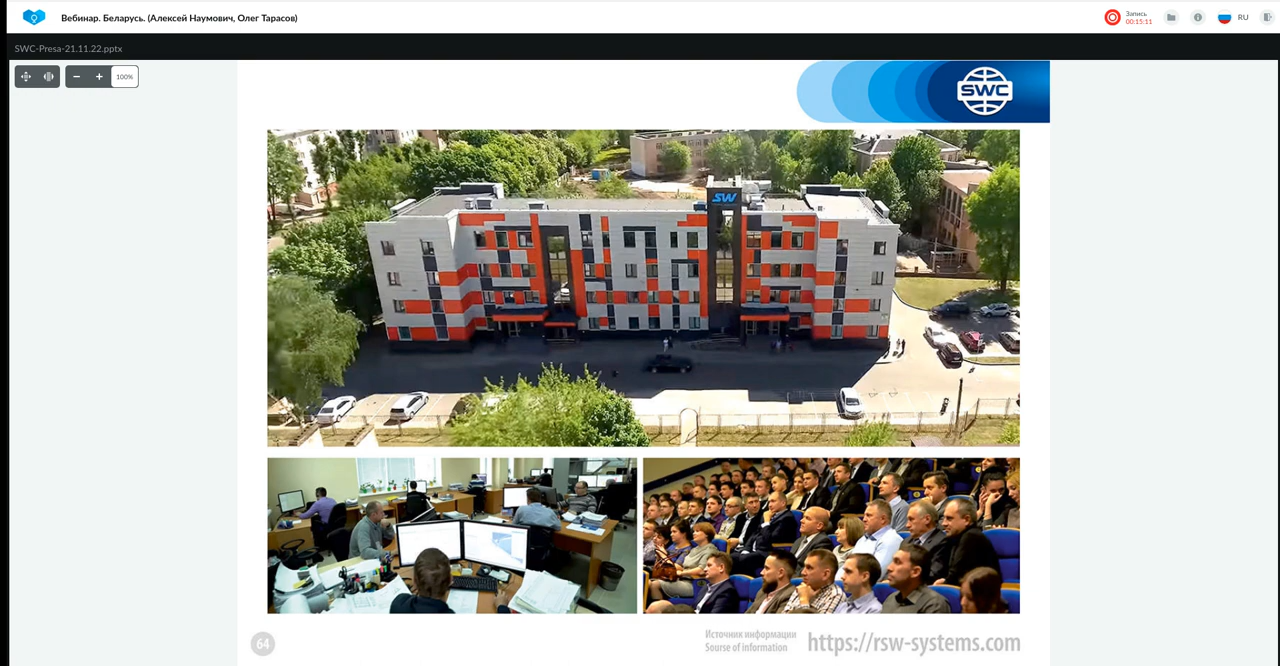 Вебинар. Беларусь. (Алексей Наумович, Олег Тарасов)
Запись
00:15:11
RU
SWC-Presa-21.11.22.pptx
100%
SWC
SW
64
Источник информации
Sourse of information
https://rsw-systems.com